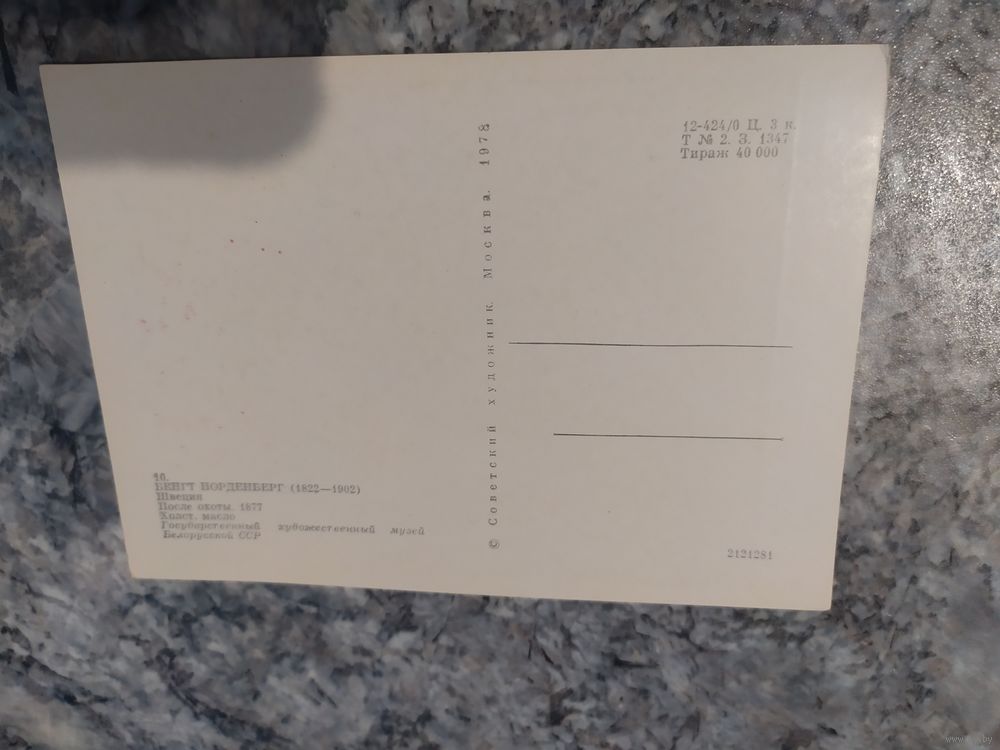 12-424/0 Ц. 3 к.
Т № 2. З. 1347
Тираж 40 000
© Советский художник. Москва. 1978
10.
БЕНГТ НОРДЕНБЕРГ (1822—1902)
Швеция
После охоты. 1877
Холст, масло
Государственный художественный музей
Белорусской ССР
2121281